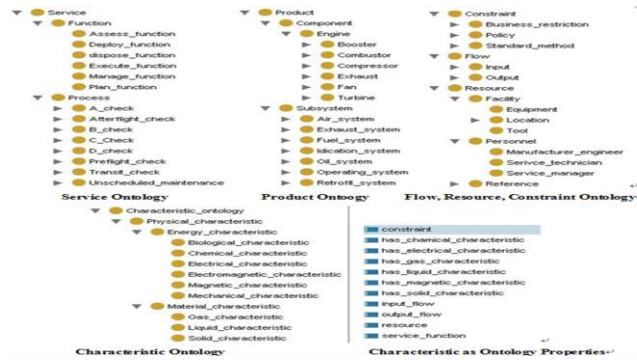 Service
Function
Assess_function
Deploy_function
dispose_function
Execute_function
Manage_function
Plan_function
Process
A_check
Afterflight_check
B_check
C_Check
D_check
Preflight_check
Transit_check
Unscheduled_maintenance
Service Ontology
Product
Component
Engine
Booster
Combustor
Compressor
Exhaust
Fan
Turbine
Subsystem
Air_system
Exhaust_system
Fuel_system
Idication_system
Oil_system
Operating_system
Retrofit_system
Product Ontoogy
Constraint
Business_restriction
Policy
Standard_method
Flow
Input
Output
Resource
Facility
Equipment
Location
Tool
Personnel
Manufacturer_engineer
Serivce_technician
Service_manager
Reference
Flow, Resource, Constraint Ontology
Characteristic_ontology
Physical_characteristic
Energy_characteristic
Biological_characteristic
Chemical_characteristic
Electrical_characteristic
Electromagnetic_characteristic
Magnetic_characteristic
Mechanical_characteristic
Material_characteristic
Gas_characteristic
Liquid_characteristic
Solid_characteristic
Characteristic Ontology
constraint
has_chamical_characteristic
has_electrical_characteristic
has_gas_characteristic
has_liquid_characteristic
has_magnetic_characteristic
has_solid_characteristic
input_flow
output_flow
resource
service_function
Characteristic as Ontology Properties